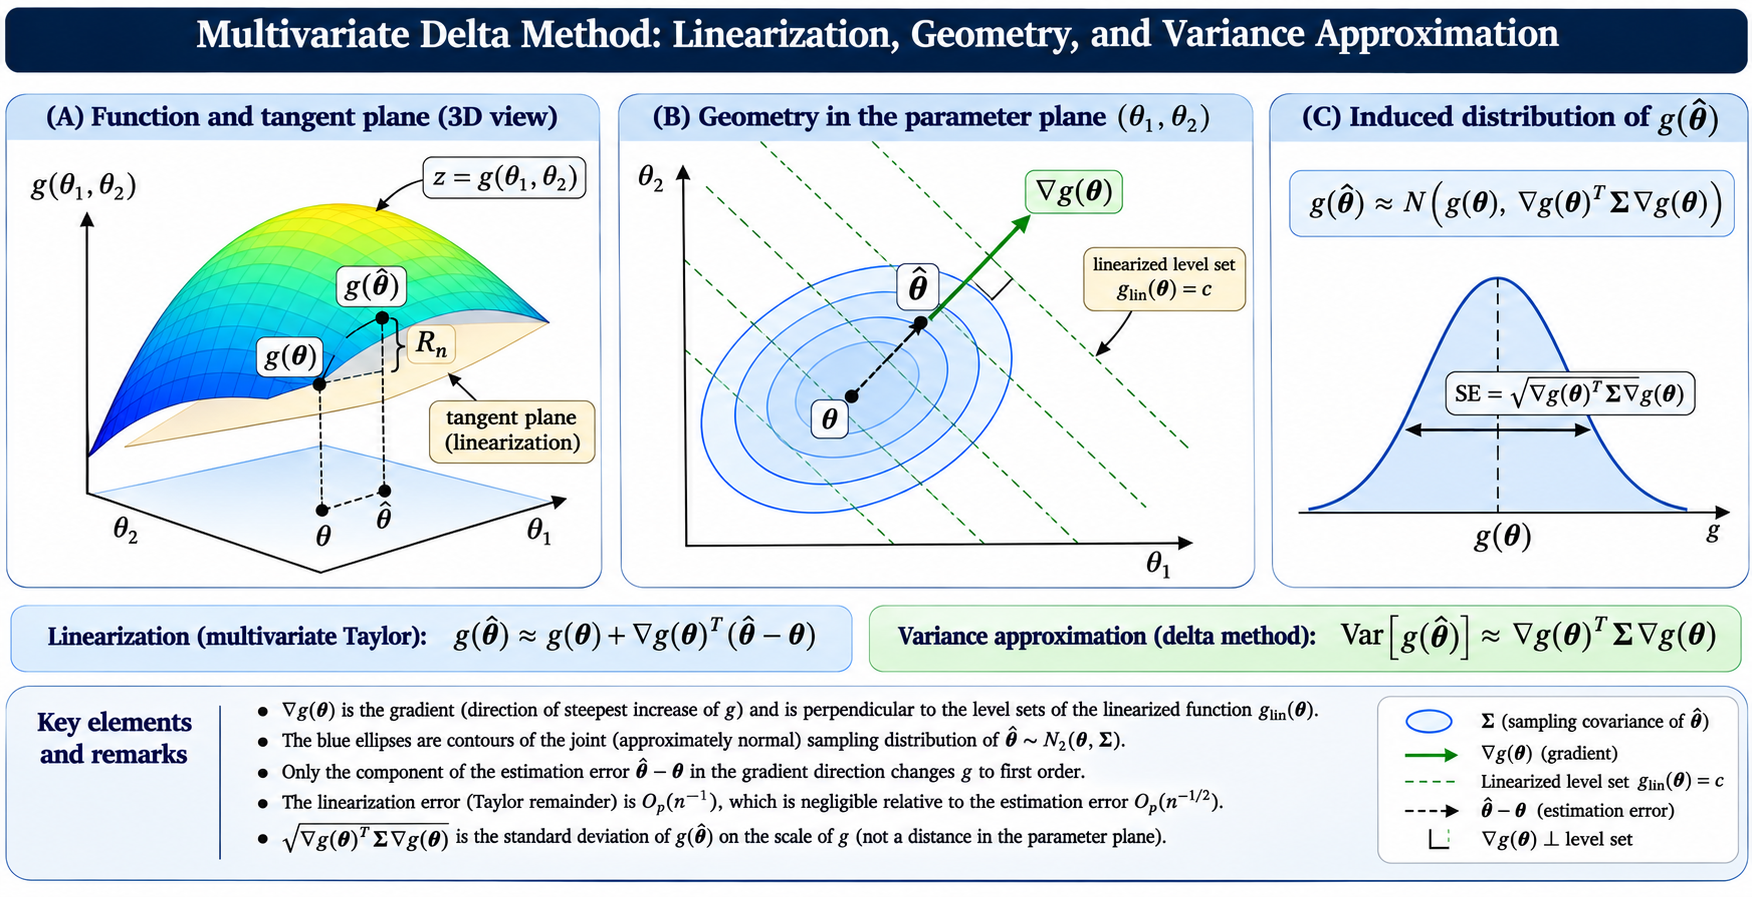 Multivariate Delta Method: Linearization, Geometry, and Variance Approximation
(A) Function and tangent plane (3D view)
g(θ₁, θ₂)
z = g(θ₁, θ₂)
g(θ̂)
g(θ)
Rₙ
tangent plane
(linearization)
θ₂
θ
θ̂
θ₁
(B) Geometry in the parameter plane (θ₁, θ₂)
θ₂
∇g(θ)
linearized level set
g_lin(θ) = c
θ̂
θ
θ₁
(C) Induced distribution of g(θ̂)
g(θ̂) ≈ N(g(θ), ∇g(θ)ᵀ Σ ∇g(θ))
SE = √∇g(θ)ᵀ Σ∇g(θ)
g(θ)
g
Linearization (multivariate Taylor): g(θ̂) ≈ g(θ) + ∇g(θ)ᵀ(θ̂ − θ)
Variance approximation (delta method): Var[g(θ̂)] ≈ ∇g(θ)ᵀ Σ ∇g(θ)
Key elements
and remarks
• ∇g(θ) is the gradient (direction of steepest increase of g) and is perpendicular to the level sets of the linearized function g_lin(θ).
• The blue ellipses are contours of the joint (approximately normal) sampling distribution of θ̂ ∼ N₂(θ, Σ).
• Only the component of the estimation error θ̂ − θ in the gradient direction changes g to first order.
• The linearization error (Taylor remainder) is Oₚ(n⁻¹), which is negligible relative to the estimation error Oₚ(n⁻¹ᐟ²).
• √∇g(θ)ᵀ Σ ∇g(θ) is the standard deviation of g(θ̂) on the scale of g (not a distance in the parameter plane).
Σ (sampling covariance of θ̂)
∇g(θ) (gradient)
Linearized level set g_lin(θ) = c
θ̂ − θ (estimation error)
∇g(θ) ⊥ level set